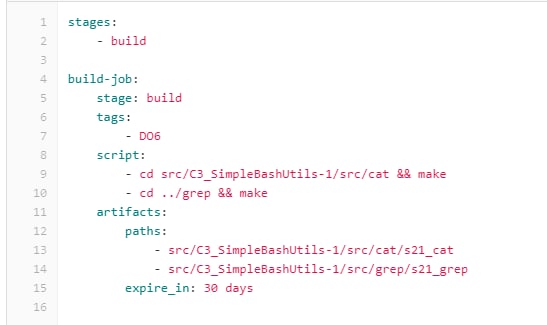 1 stages:
2 - build
3
4 build-job:
5 stage: build
6 tags:
7 - DO6
8 script:
9 - cd src/C3_SimpleBashUtils-1/src/cat && make
10 - cd ../grep && make
11 artifacts:
12 paths:
13 - src/C3_SimpleBashUtils-1/src/cat/s21_cat
14 - src/C3_SimpleBashUtils-1/src/grep/s21_grep
15 expire_in: 30 days
16